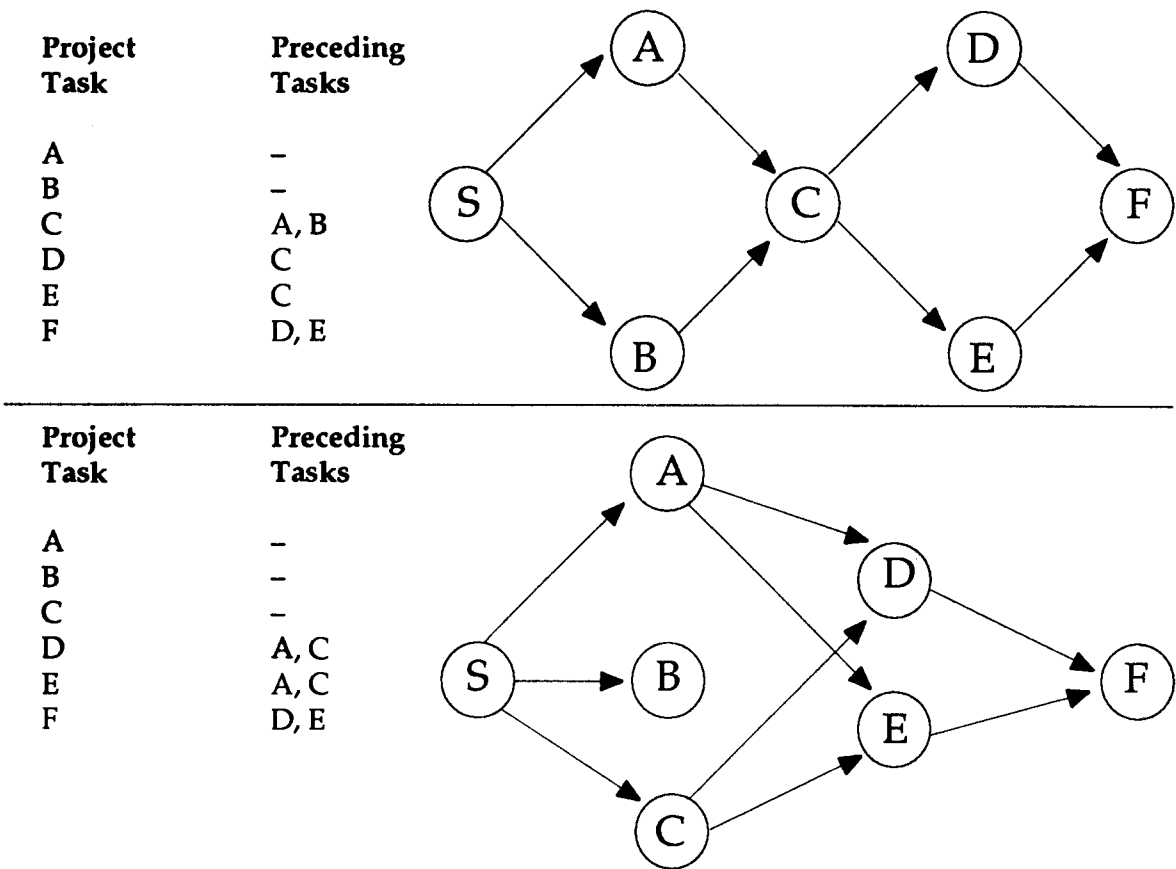 Project Preceding
Task Tasks
A –
B –
C A, B
D C
E C
F D, E
A
D
S
C
F
B
E
Project Preceding
Task Tasks
A –
B –
C –
D A, C
E A, C
F D, E
A
D
S
B
F
E
C